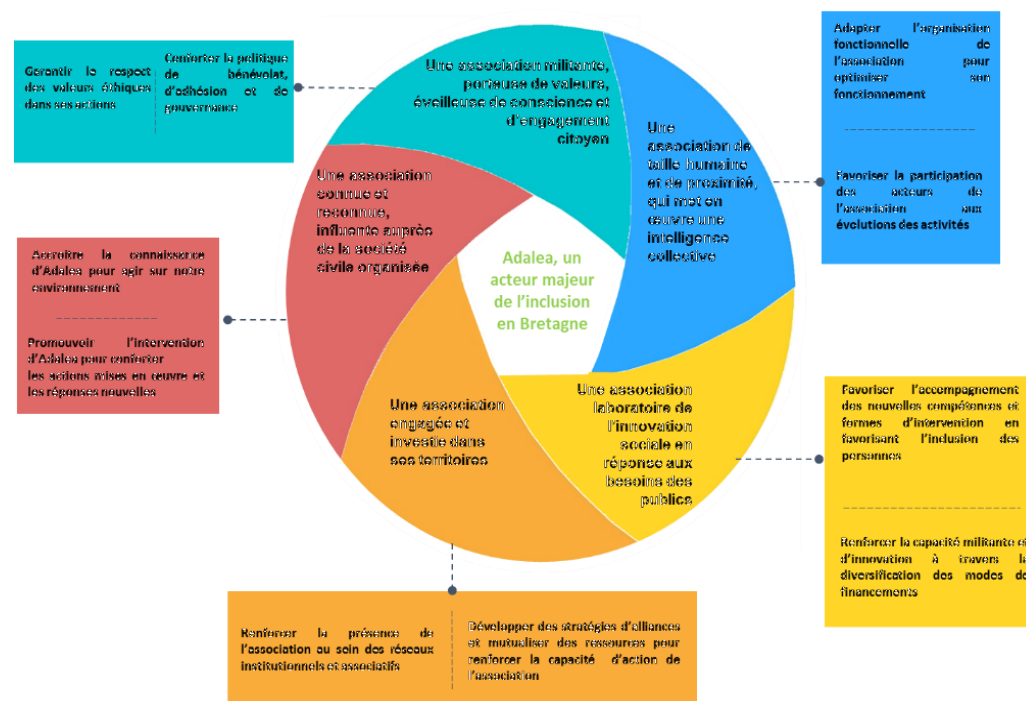 Garantir le respect
des valeurs éthiques
dans ses actions
Conforter la politique
de bénévolat,
d'adhésion et de
gouvernance
Une association militante,
porteuse de valeurs,
éveilleuse de conscience et
d'engagement
citoyen
Adapter l'organisation
fonctionnelle de
l'association pour
optimiser son
fonctionnement
Favoriser la participation
des acteurs de
l'association aux
évolutions des activités
Une
association de
taille humaine
et de proximité,
qui met en
œuvre une
intelligence
collective
Une association
connue et
reconnue,
influente auprès
de la société
civile organisée
Accroître la connaissance
d'Adalea pour agir sur notre
environnement
Promouvoir l'intervention
d'Adalea pour conforter
les actions mises en œuvre et
les réponses nouvelles
Adalea, un
acteur majeur
de l'inclusion
en Bretagne
Une association
engagée et
investie dans
ses territoires
Une association
laboratoire de
l'innovation
sociale en
réponse aux
besoins des
publics
Favoriser l'accompagnement
des nouvelles compétences et
formes d'intervention en
favorisant l'inclusion des
personnes
Renforcer la capacité militante et
d'innovation à travers la
diversification des modes de
financements
Renforcer la présence de
l'association au sein des réseaux
institutionnels et associatifs
Développer des stratégies d'alliances
et mutualiser des ressources pour
renforcer la capacité d'action de
l'association